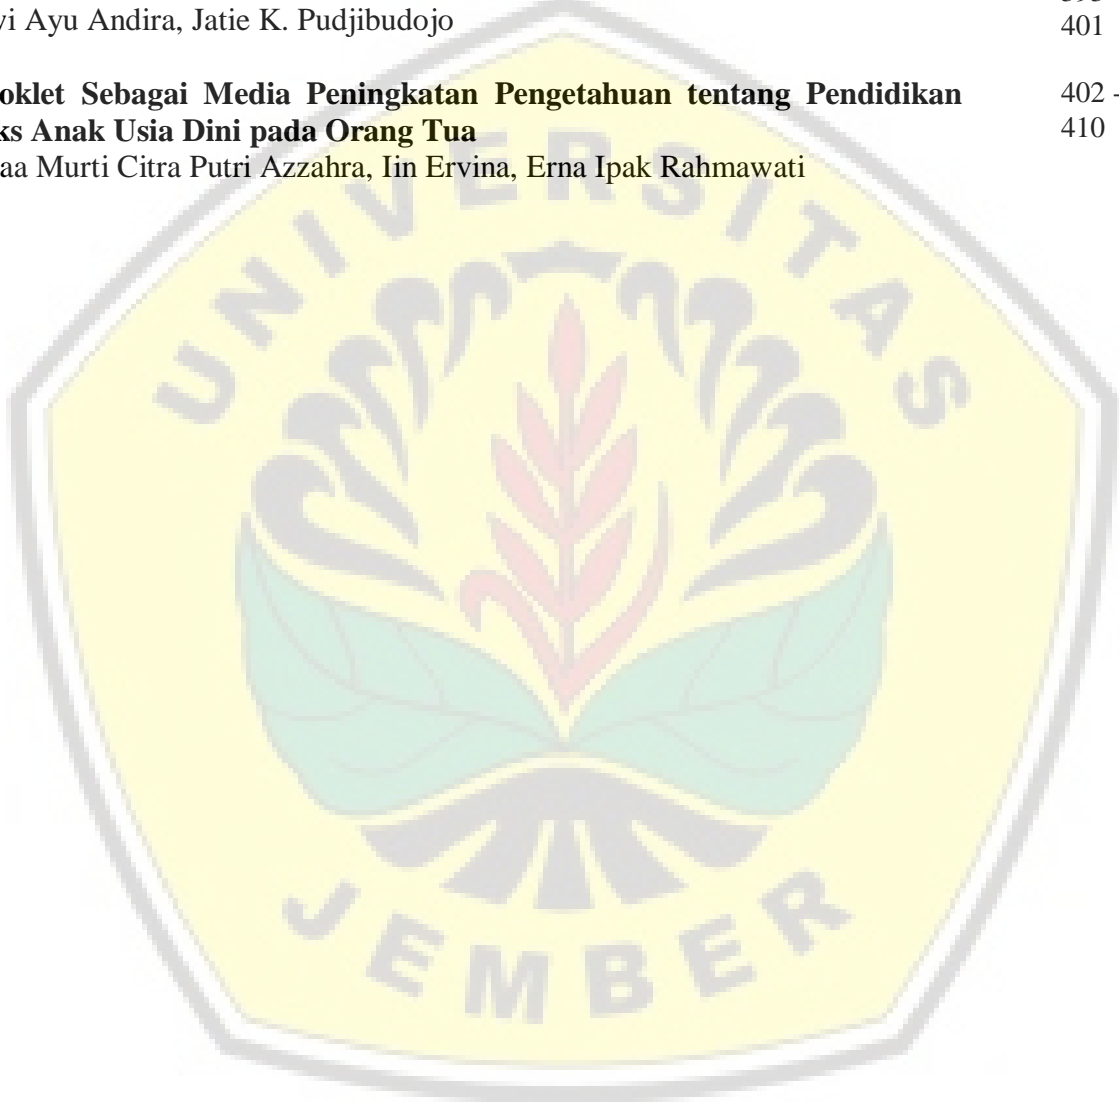 vi Ayu Andira, Jatie K. Pudjibudojo
401
oklet Sebagai Media Peningkatan Pengetahuan tentang Pendidikan 402 -
ks Anak Usia Dini pada Orang Tua 410
aa Murti Citra Putri Azzahra, Iin Ervina, Erna Ipak Rahmawati
UNIVERSITAS
JEMBER